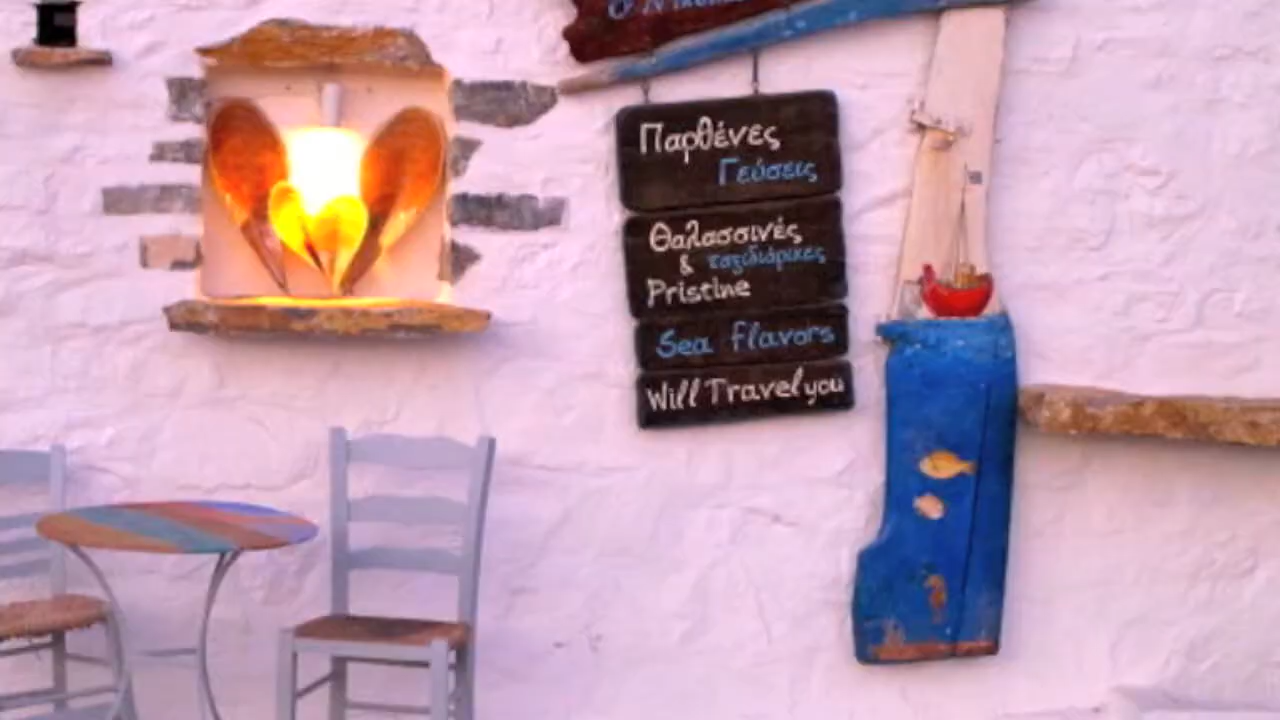 Παρθένες
Γεύσεις
Θαλασσινές
& ταξιδιάρικες
Pristine
Sea flavors
Will Travel you